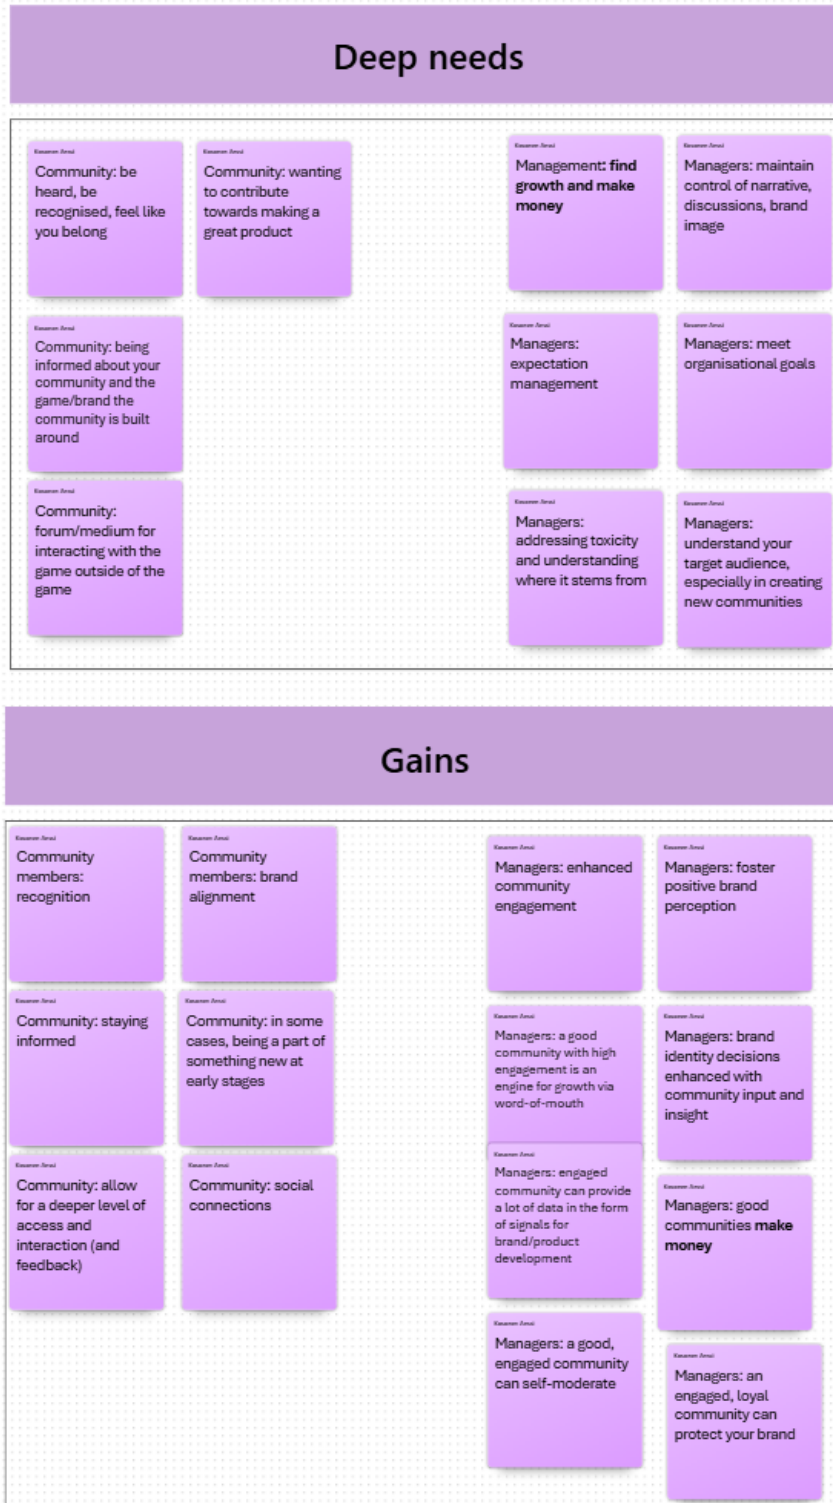 Deep needs
Community: be
heard, be
recognised, feel like
you belong
Community: wanting
to contribute
towards making a
great product
Community: being
informed about your
community and the
game/brand the
community is built
around
Community:
forum/medium for
interacting with the
game outside of the
game
Management: find
growth and make
money
Managers: maintain
control of narrative,
discussions, brand
image
Managers:
expectation
management
Managers: meet
organisational goals
Managers:
addressing toxicity
and understanding
where it stems from
Managers:
understand your
target audience,
especially in creating
new communities
Gains
Community
members:
recognition
Community
members: brand
alignment
Community: staying
informed
Community: in some
cases, being a part of
something new at
early stages
Community: allow
for a deeper level of
access and
interaction (and
feedback)
Community: social
connections
Managers: enhanced
community
engagement
Managers: foster
positive brand
perception
Managers: a good
community with high
engagement is an
engine for growth via
word-of-mouth
Managers: brand
identity decisions
enhanced with
community input and
insight
Managers: engaged
community can provide
a lot of data in the form
of signals for
brand/product
development
Managers: good
communities make
money
Managers: a good,
engaged community
can self-moderate
Managers: an
engaged, loyal
community can
protect your brand